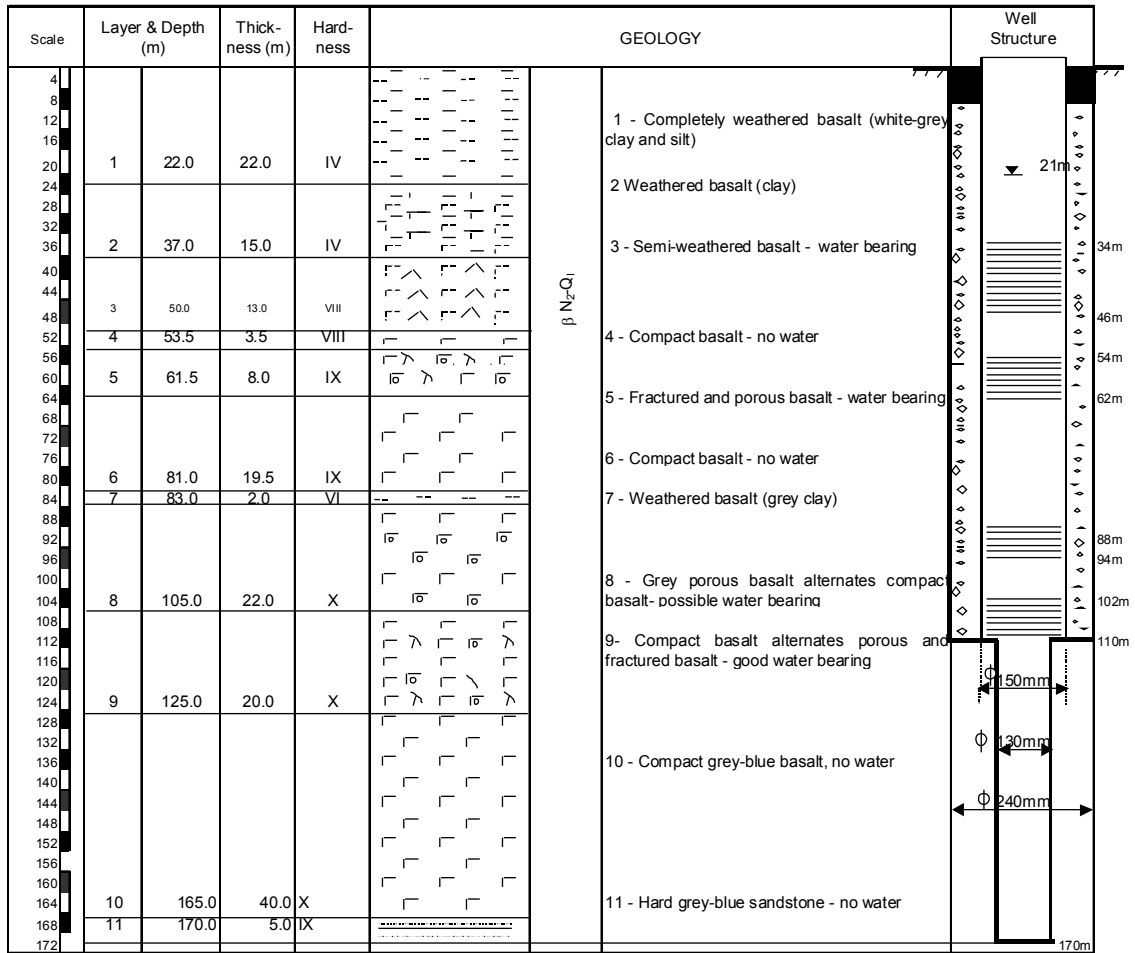 Scale
Layer & Depth
(m)
Thick-
ness (m)
Hard-
ness
GEOLOGY
Well
Structure
4
8
12
16
20
24
28
32
36
40
44
48
52
56
60
64
68
72
76
80
84
88
92
96
100
104
108
112
116
120
124
128
132
136
140
144
148
152
156
160
164
168
172
1 22.0 22.0 IV
2 37.0 15.0 IV
3 50.0 13.0 VIII
4 53.5 3.5 VIII
5 61.5 8.0 IX
6 81.0 19.5 IX
7 83.0 2.0 VI
8 105.0 22.0 X
9 125.0 20.0 X
10 165.0 40.0 X
11 170.0 5.0 IX
β N₂-Q₁
1 - Completely weathered basalt (white-grey
clay and silt)
2 Weathered basalt (clay)
3 - Semi-weathered basalt - water bearing
4 - Compact basalt - no water
5 - Fractured and porous basalt - water bearing
6 - Compact basalt - no water
7 - Weathered basalt (grey clay)
8 - Grey porous basalt alternates compact
basalt- possible water bearing
9- Compact basalt alternates porous and
fractured basalt - good water bearing
10 - Compact grey-blue basalt, no water
11 - Hard grey-blue sandstone - no water
21m
34m
46m
54m
62m
88m
94m
102m
110m
ϕ 150mm
ϕ 130mm
ϕ 240mm
170m